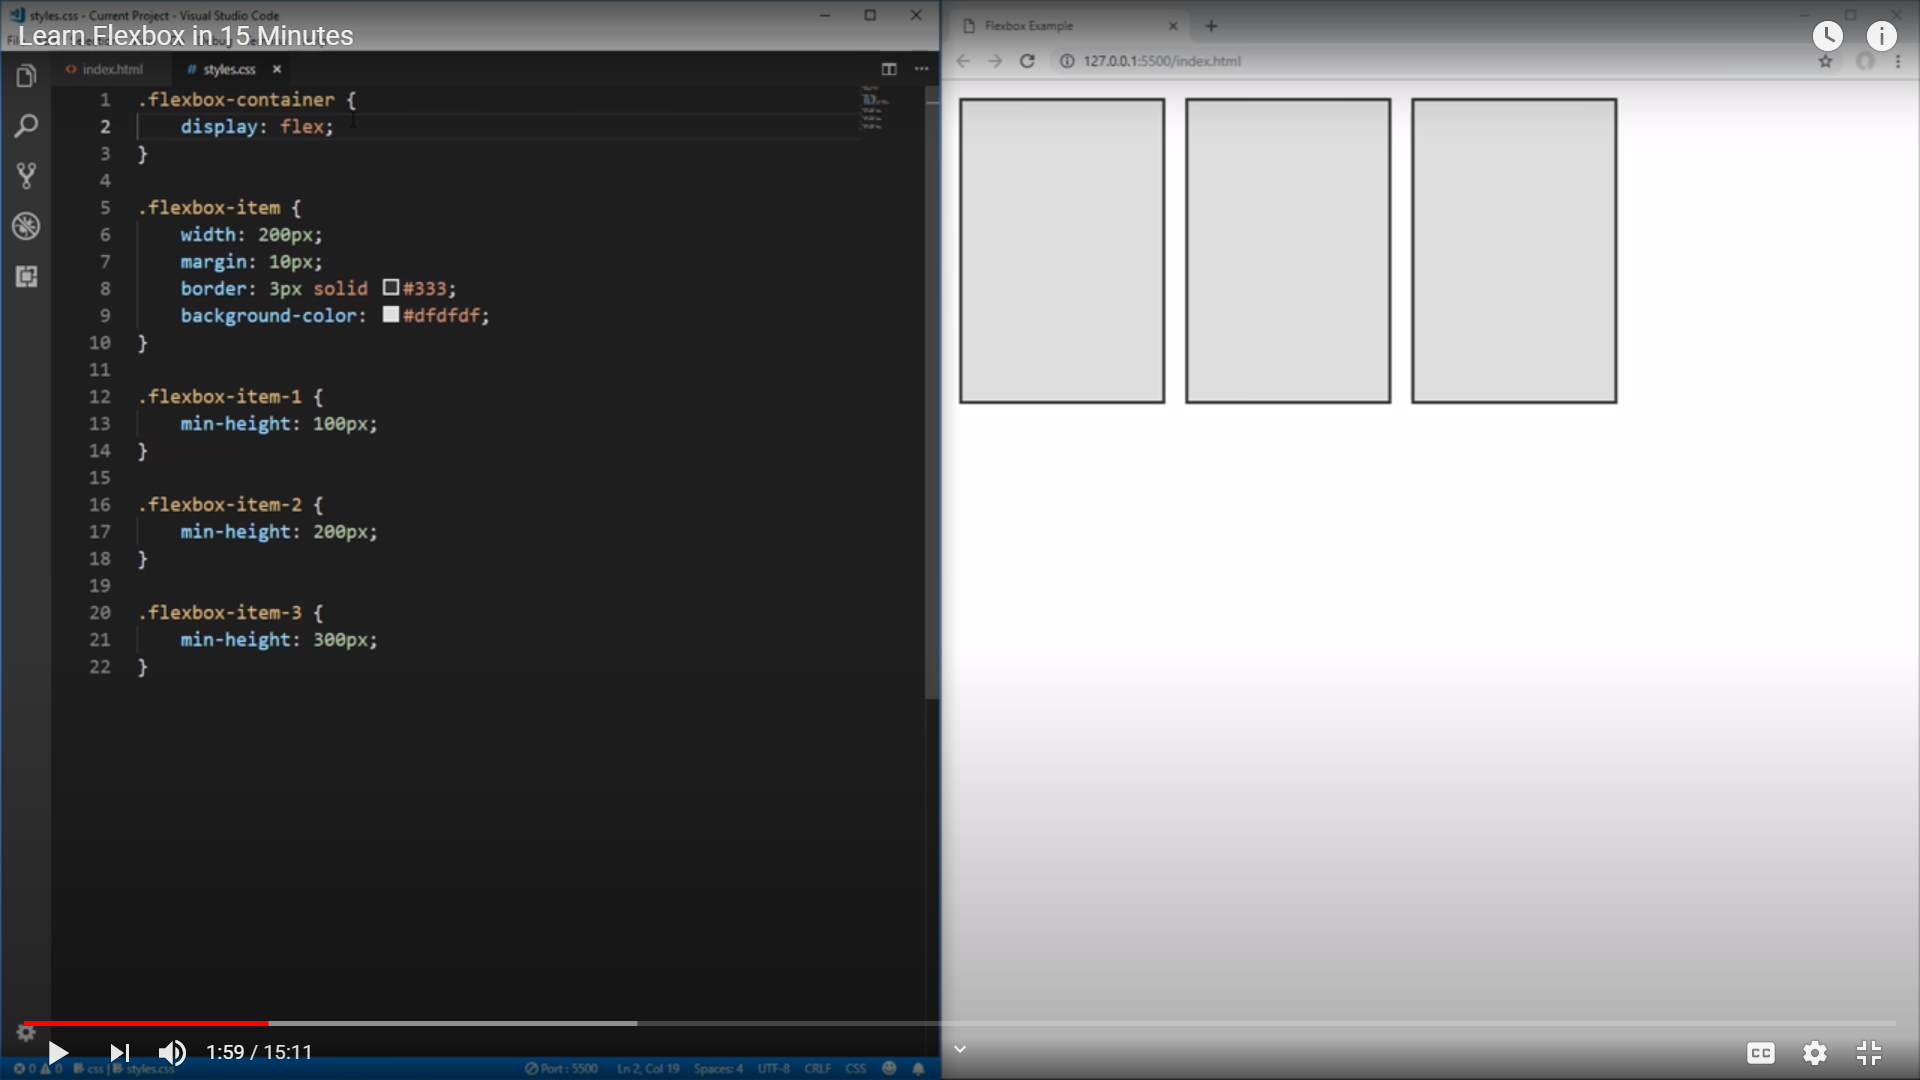 styles.css - Current Project - Visual Studio Code
Learn Flexbox in 15 Minutes
index.html
styles.css
1 .flexbox-container {
2 display: flex;
3 }
4
5 .flexbox-item {
6 width: 200px;
7 margin: 10px;
8 border: 3px solid #333;
9 background-color: #dfdfdf;
10 }
11
12 .flexbox-item-1 {
13 min-height: 100px;
14 }
15
16 .flexbox-item-2 {
17 min-height: 200px;
18 }
19
20 .flexbox-item-3 {
21 min-height: 300px;
22 }
Flexbox Example
127.0.0.1:5500/index.html
1:59 / 15:11
CC
0 0 css | styles.css Port : 5500 Ln 2, Col 19 Spaces: 4 UTF-8 CRLF CSS